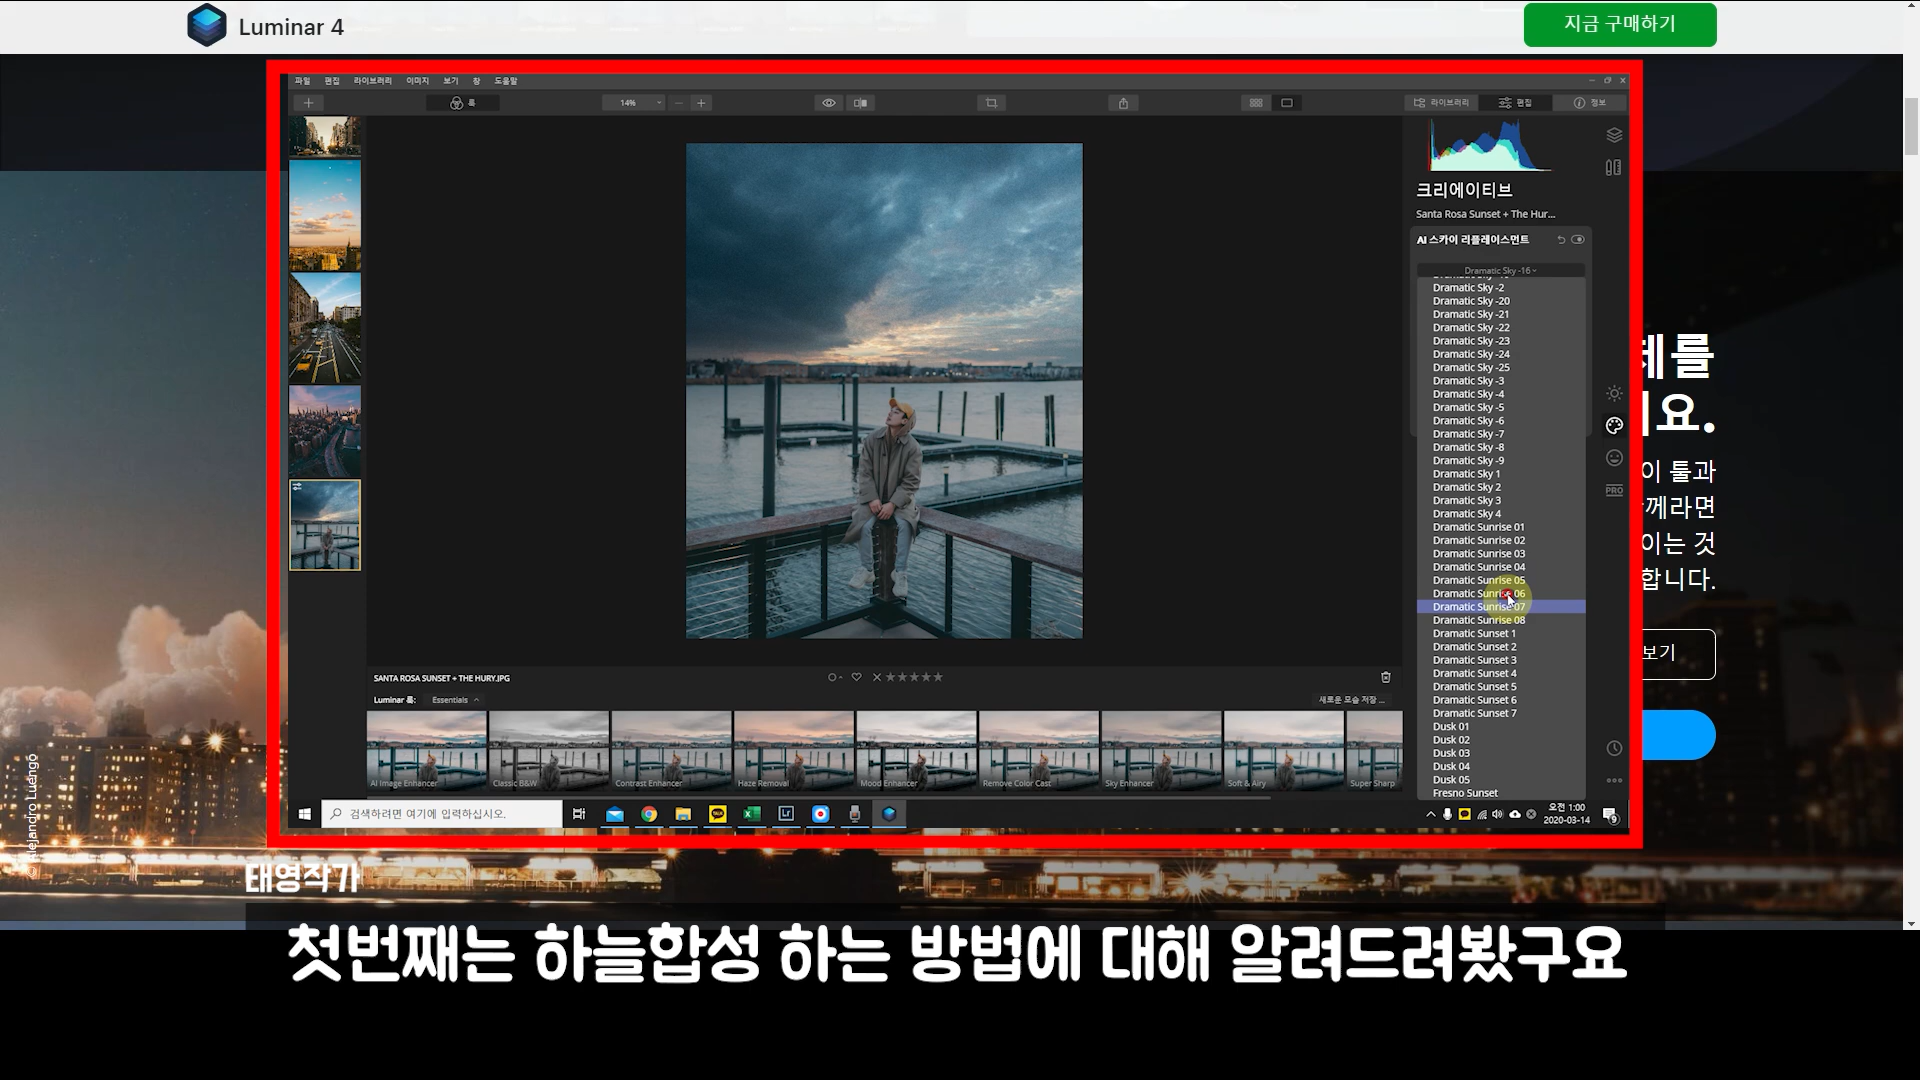 Luminar 4
지금 구매하기
파일 편집 라이브러리 이미지 보기 창 도움말
룩
14%
라이브러리
편집
정보
크리에이티브
Santa Rosa Sunset + The Hur...
AI 스카이 리플레이스먼트
Dramatic Sky -16
Dramatic Sky -2
Dramatic Sky -20
Dramatic Sky -21
Dramatic Sky -22
Dramatic Sky -23
Dramatic Sky -24
Dramatic Sky -25
Dramatic Sky -3
Dramatic Sky -4
Dramatic Sky -5
Dramatic Sky -6
Dramatic Sky -7
Dramatic Sky -8
Dramatic Sky -9
Dramatic Sky 1
Dramatic Sky 2
Dramatic Sky 3
Dramatic Sky 4
Dramatic Sunrise 01
Dramatic Sunrise 02
Dramatic Sunrise 03
Dramatic Sunrise 04
Dramatic Sunrise 05
Dramatic Sunrise 06
Dramatic Sunrise 07
Dramatic Sunrise 08
Dramatic Sunset 1
Dramatic Sunset 2
Dramatic Sunset 3
Dramatic Sunset 4
Dramatic Sunset 5
Dramatic Sunset 6
Dramatic Sunset 7
Dusk 01
Dusk 02
Dusk 03
Dusk 04
Dusk 05
Fresno Sunset
PRO
요.
이 툴과
께라면
이는 것
합니다.
보기
SANTA ROSA SUNSET + THE HURY.JPG
Luminar 룩: Essentials
새로운 모습 저장 ...
AI Image Enhancer
Classic B&W
Contrast Enhancer
Haze Removal
Mood Enhancer
Remove Color Cast
Sky Enhancer
Soft & Airy
Super Sharp
검색하려면 여기에 입력하십시오.
Lr
오전 1:00
2020-03-14
© Alejandro Luengo
태영작가
첫번째는 하늘합성 하는 방법에 대해 알려드려봤구요